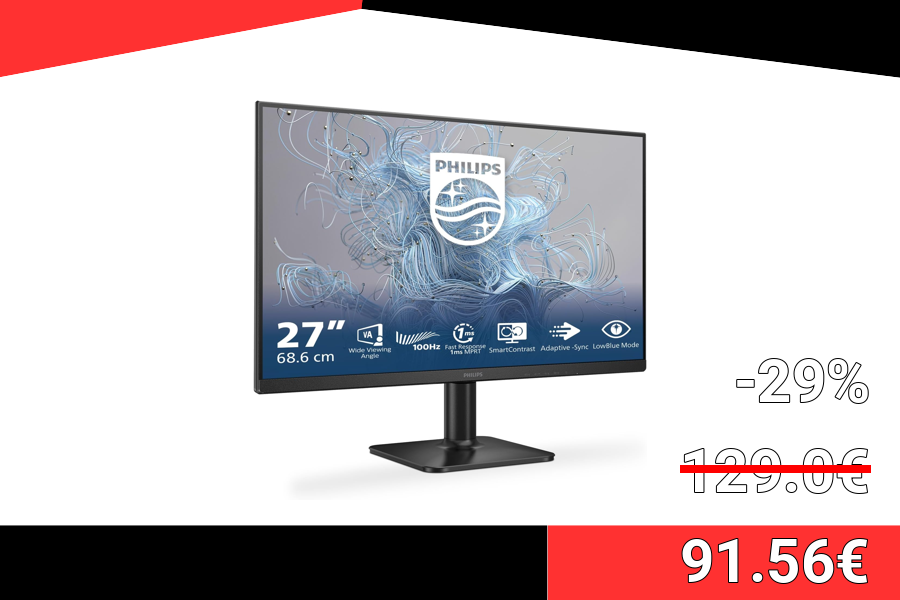 PHILIPS
27"
68.6 cm
VA
Wide Viewing
Angle
100Hz
1ms
Fast Response
1ms MPRT
SmartContrast
Adaptive -Sync
LowBlue Mode
PHILIPS
-29%
129.0€
91.56€